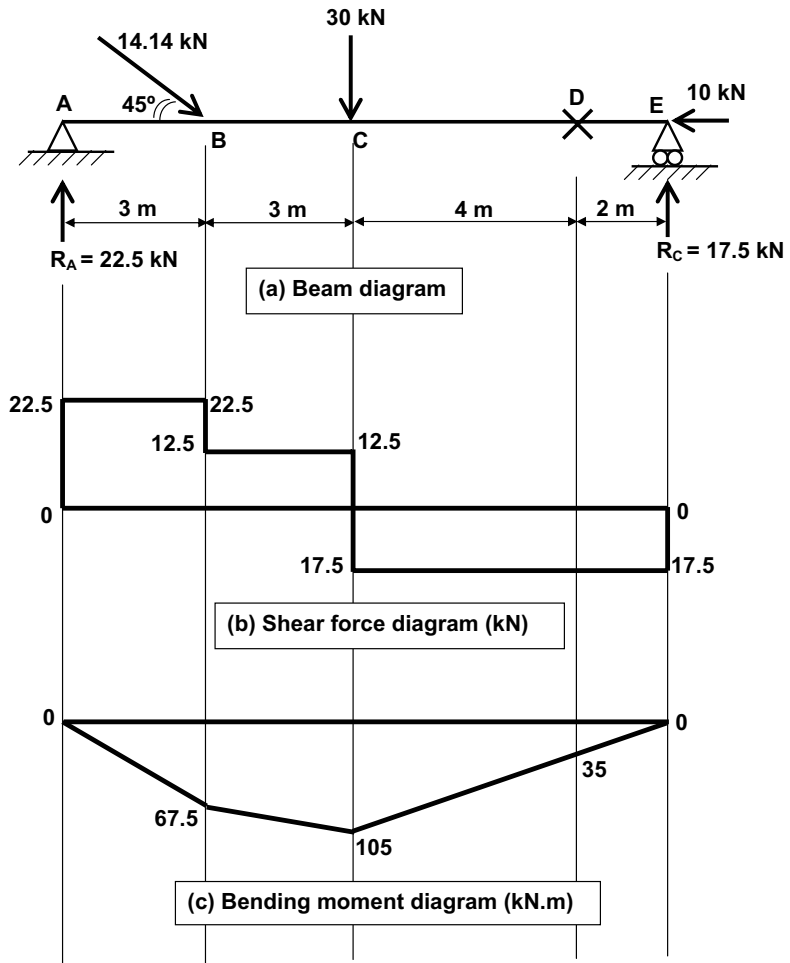 30 kN
14.14 kN
45º
A
B
C
D
E
10 kN
3 m
3 m
4 m
2 m
RA = 22.5 kN
RC = 17.5 kN
(a) Beam diagram
22.5
22.5
12.5
12.5
0
0
17.5
17.5
(b) Shear force diagram (kN)
0
0
67.5
105
35
(c) Bending moment diagram (kN.m)